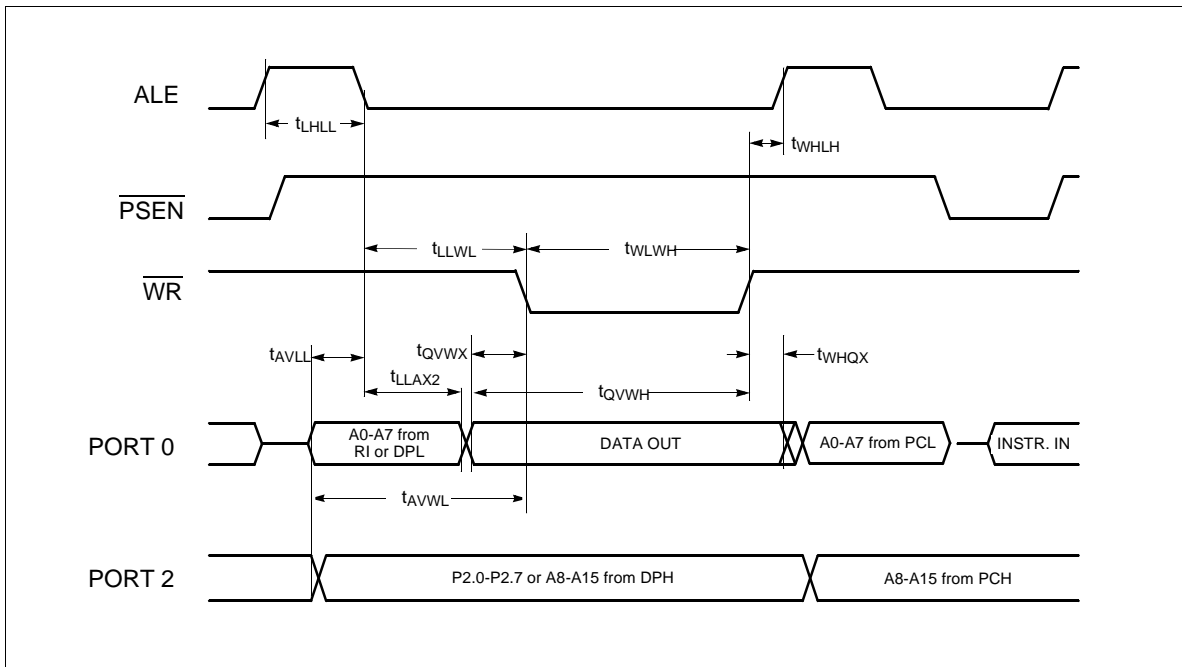 ALE
tLHLL
tWHLH
PSEN
tLLWL
tWLWH
WR
tAVLL
tQVWX
tWHQX
tLLAX2
tQVWH
PORT 0
A0-A7 from
RI or DPL
DATA OUT
A0-A7 from PCL
INSTR. IN
tAVWL
PORT 2
P2.0-P2.7 or A8-A15 from DPH
A8-A15 from PCH